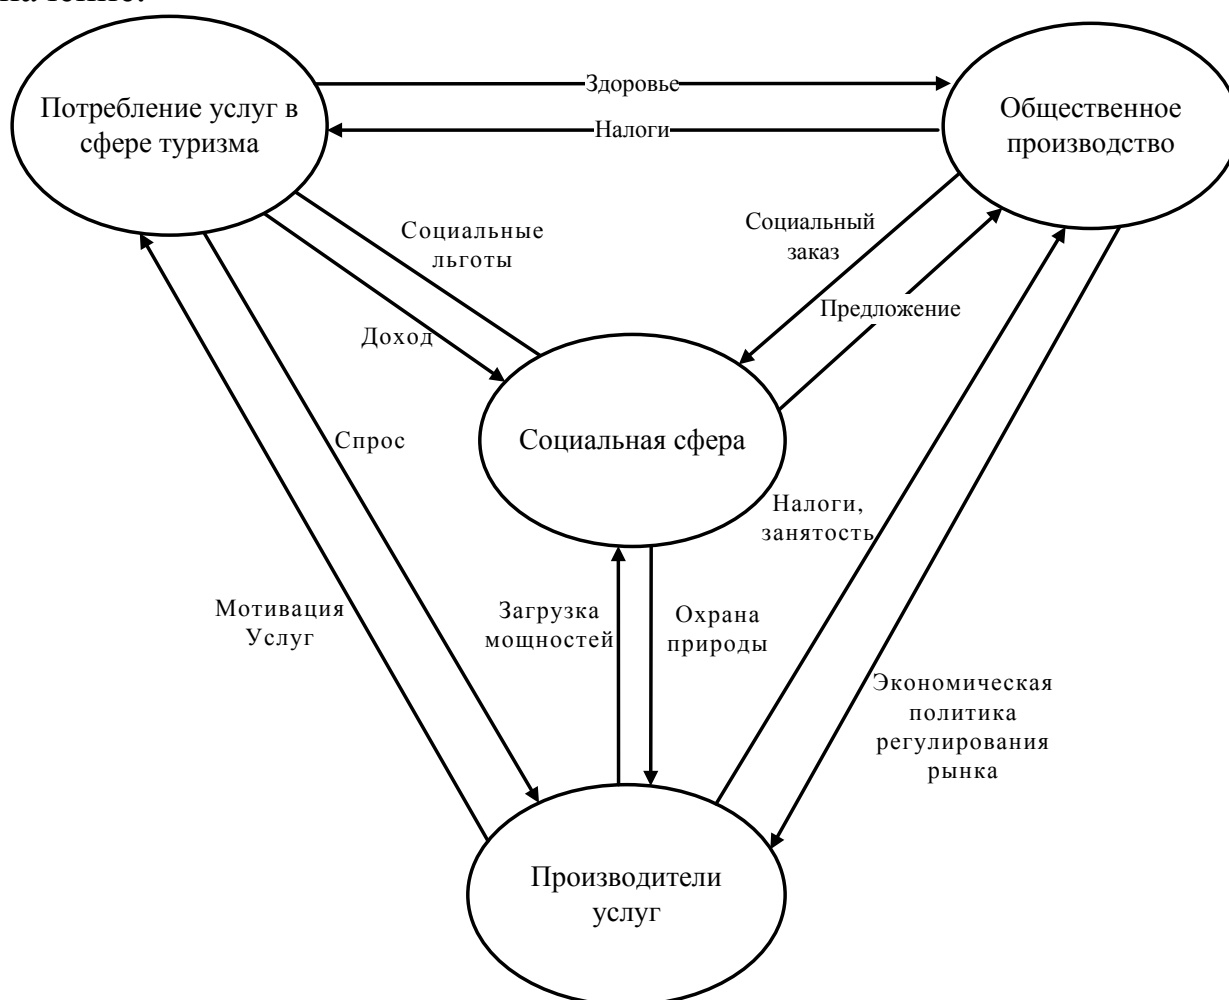 Потребление услуг в
сфере туризма
Здоровье
Налоги
Общественное
производство
Социальные
льготы
Социальный
заказ
Доход
Предложение
Спрос
Социальная сфера
Налоги,
занятость
Мотивация
Услуг
Загрузка
мощностей
Охрана
природы
Экономическая
политика
регулирования
рынка
Производители
услуг